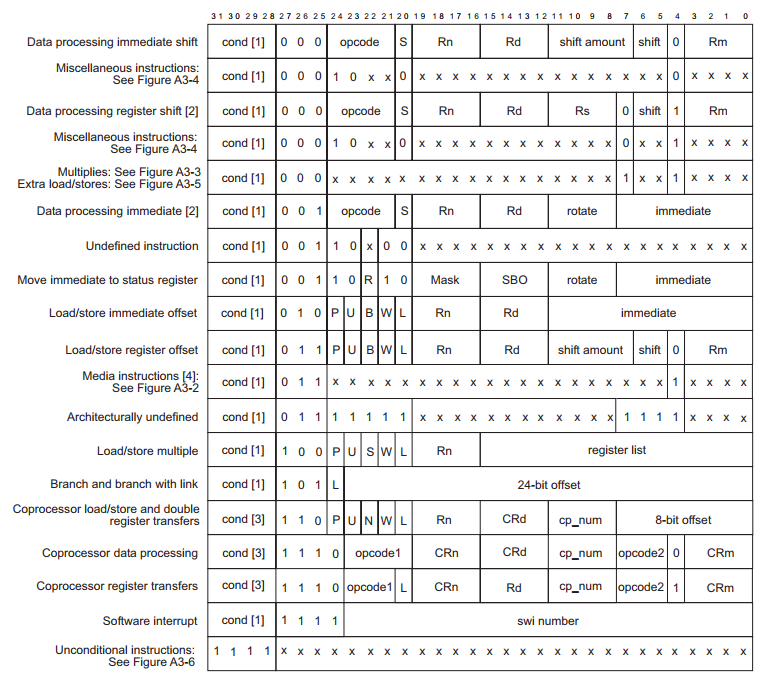 31 30 29 28 27 26 25 24 23 22 21 20 19 18 17 16 15 14 13 12 11 10 9 8 7 6 5 4 3 2 1 0
Data processing immediate shift cond [1] 0 0 0 opcode S Rn Rd shift amount shift 0 Rm
Miscellaneous instructions:
See Figure A3-4 cond [1] 0 0 0 1 0 x x 0 x x x x x x x x x x x x x x x 0 x x x x
Data processing register shift [2] cond [1] 0 0 0 opcode S Rn Rd Rs 0 shift 1 Rm
Miscellaneous instructions:
See Figure A3-4 cond [1] 0 0 0 1 0 x x 0 x x x x x x x x x x x x 0 x x 1 x x x x
Multiplies: See Figure A3-3
Extra load/stores: See Figure A3-5 cond [1] 0 0 0 x x x x x x x x x x x x x x x x x 1 x x 1 x x x x
Data processing immediate [2] cond [1] 0 0 1 opcode S Rn Rd rotate immediate
Undefined instruction cond [1] 0 0 1 1 0 x 0 0 x x x x x x x x x x x x x x x x x x x x
Move immediate to status register cond [1] 0 0 1 1 0 R 1 0 Mask SBO rotate immediate
Load/store immediate offset cond [1] 0 1 0 P U B W L Rn Rd immediate
Load/store register offset cond [1] 0 1 1 P U B W L Rn Rd shift amount shift 0 Rm
Media instructions [4]:
See Figure A3-2 cond [1] 0 1 1 x x x x x x x x x x x x x x x x x x x x 1 x x x x
Architecturally undefined cond [1] 0 1 1 1 1 1 1 1 x x x x x x x x x x x x 1 1 1 1 x x x x
Load/store multiple cond [1] 1 0 0 P U S W L Rn register list
Branch and branch with link cond [1] 1 0 1 L 24-bit offset
Coprocessor load/store and double
register transfers cond [3] 1 1 0 P U N W L Rn CRd cp_num 8-bit offset
Coprocessor data processing cond [3] 1 1 1 0 opcode1 CRn CRd cp_num opcode2 0 CRm
Coprocessor register transfers cond [3] 1 1 1 0 opcode1 L CRn Rd cp_num opcode2 1 CRm
Software interrupt cond [1] 1 1 1 1 swi number
Unconditional instructions:
See Figure A3-6 1 1 1 1 x x x x x x x x x x x x x x x x x x x x x x x x x x x x